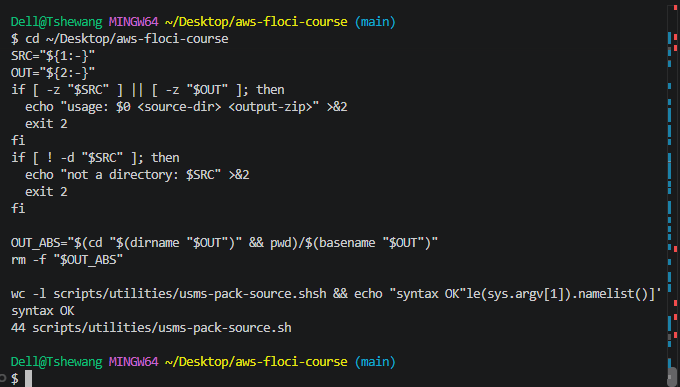 Dell@Tshewang MINGW64 ~/Desktop/aws-floci-course (main)
$ cd ~/Desktop/aws-floci-course
SRC="${1:-}"
OUT="${2:-}"
if [ -z "$SRC" ] || [ -z "$OUT" ]; then
  echo "usage: $0 <source-dir> <output-zip>" >&2
  exit 2
fi
if [ ! -d "$SRC" ]; then
  echo "not a directory: $SRC" >&2
  exit 2
fi

OUT_ABS="$(cd "$(dirname "$OUT")" && pwd)/$(basename "$OUT")"
rm -f "$OUT_ABS"

wc -l scripts/utilities/usms-pack-source.shsh && echo "syntax OK"le(sys.argv[1]).namelist()]'
syntax OK
44 scripts/utilities/usms-pack-source.sh

Dell@Tshewang MINGW64 ~/Desktop/aws-floci-course (main)
$